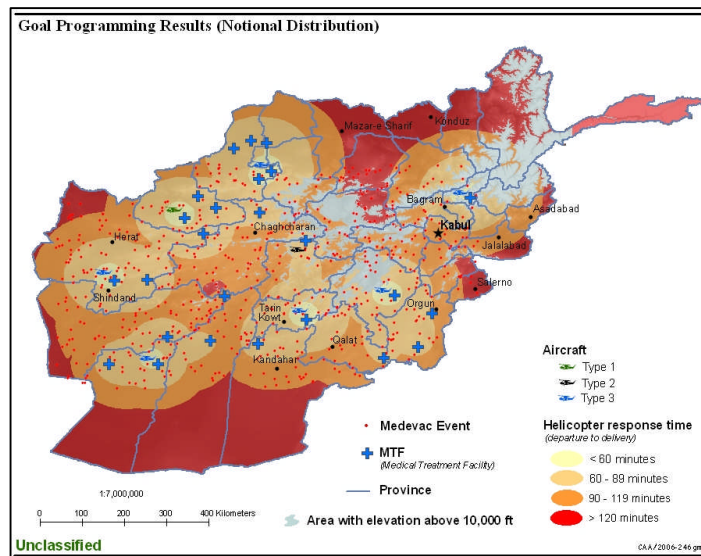 Goal Programming Results (Notional Distribution)
Mazar-e Sharif
Konduz
Bagram
Asadabad
Kabul
Jalalabad
Chaghcharan
Herat
Salerno
Shindand
Orgun
Tarin
Kowt
Qalat
Kandahar
Aircraft
Type 1
Type 2
Type 3
Medevac Event
MTF
(Medical Treatment Facility)
Province
Area with elevation above 10,000 ft
Helicopter response time
(departure to delivery)
< 60 minutes
60 - 89 minutes
90 - 119 minutes
> 120 minutes
1:7,000,000
0 100 200 400 Kilometers
Unclassified
CAA/2006-246gm